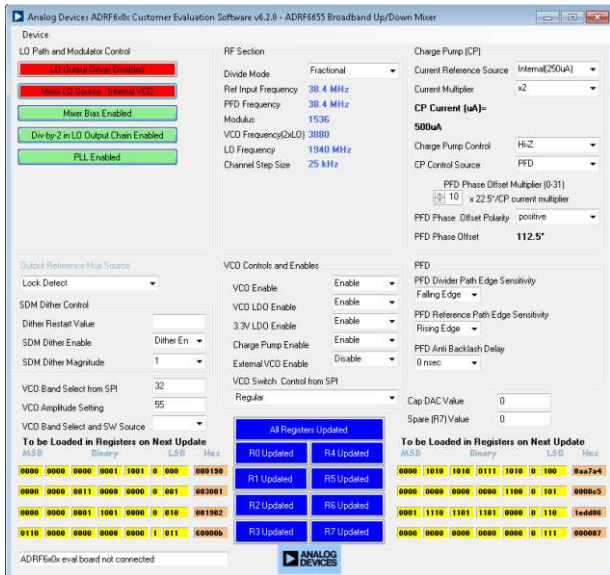 Analog Devices ADRF6x0x Customer Evaluation Software v6.2.0 - ADRF6655 Broadband Up/Down Mixer
Device
LO Path and Modulator Control
LO Output Driver Disabled
Mixer LO Source - Internal VCO
Mixer Bias Enabled
Div-by-2 in LO Output Chain Enabled
PLL Enabled
RF Section
Divide Mode Fractional
Ref Input Frequency 38.4 MHz
PFD Frequency 38.4 MHz
Modulus 1536
VCO Frequency(2xLO) 3880
LO Frequency 1940 MHz
Channel Step Size 25 kHz
Charge Pump (CP)
Current Reference Source Internal(250uA)
Current Multiplier x2
CP Current (uA)=
500uA
Charge Pump Control Hi-Z
CP Control Source PFD
PFD Phase Offset Multiplier (0-31)
10 x 22.5°/CP current multiplier
PFD Phase Offset Polarity positive
PFD Phase Offset 112.5°
Output Reference Mux Source
Lock Detect
SDM Dither Control
Dither Restart Value
SDM Dither Enable Dither En
SDM Dither Magnitude 1
VCO Band Select from SPI 32
VCO Amplitude Setting 55
VCO Band Select and SW Source
VCO Controls and Enables
VCO Enable Enable
VCO LDO Enable Enable
3.3V LDO Enable Enable
Charge Pump Enable Enable
External VCO Enable Disable
VCO Switch Control from SPI
Regular
PFD
PFD Divider Path Edge Sensitivity
Falling Edge
PFD Reference Path Edge Sensitivity
Rising Edge
PFD Anti Backlash Delay
0 nsec
Cap DAC Value 0
Spare (R7) Value 0
To be Loaded in Registers on Next Update
MSB Binary LSB Hex
0000 0000 0000 0001 1001 0 000 000190
0000 0000 0011 0000 0000 0 001 003001
0000 0000 0001 1001 0000 0 010 001902
0110 0000 0000 0000 0000 1 011 60000b
All Registers Updated
R0 Updated R4 Updated
R1 Updated R5 Updated
R2 Updated R6 Updated
R3 Updated R7 Updated
To be Loaded in Registers on Next Update
MSB Binary LSB Hex
0000 1010 1010 0111 1010 0 100 0aa7a4
0000 0000 0000 0000 1100 0 101 0000c5
0001 1110 1101 1101 0000 0 110 1edd06
0000 0000 0000 0000 0000 0 111 000007
ADRF6x0x eval board not connected
ANALOG DEVICES